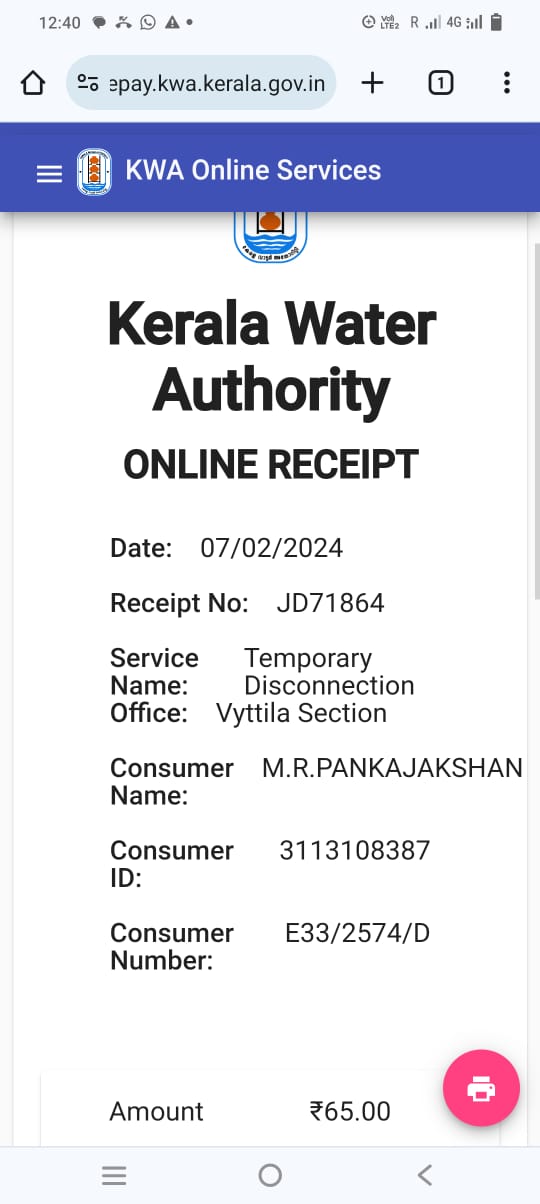 12:40
Vo) LTE2 R 4G
epay.kwa.kerala.gov.in
1
KWA Online Services
Kerala Water
Authority
ONLINE RECEIPT
Date: 07/02/2024
Receipt No: JD71864
Service Temporary
Name: Disconnection
Office: Vyttila Section
Consumer M.R.PANKAJAKSHAN
Name:
Consumer 3113108387
ID:
Consumer E33/2574/D
Number:
Amount ₹65.00